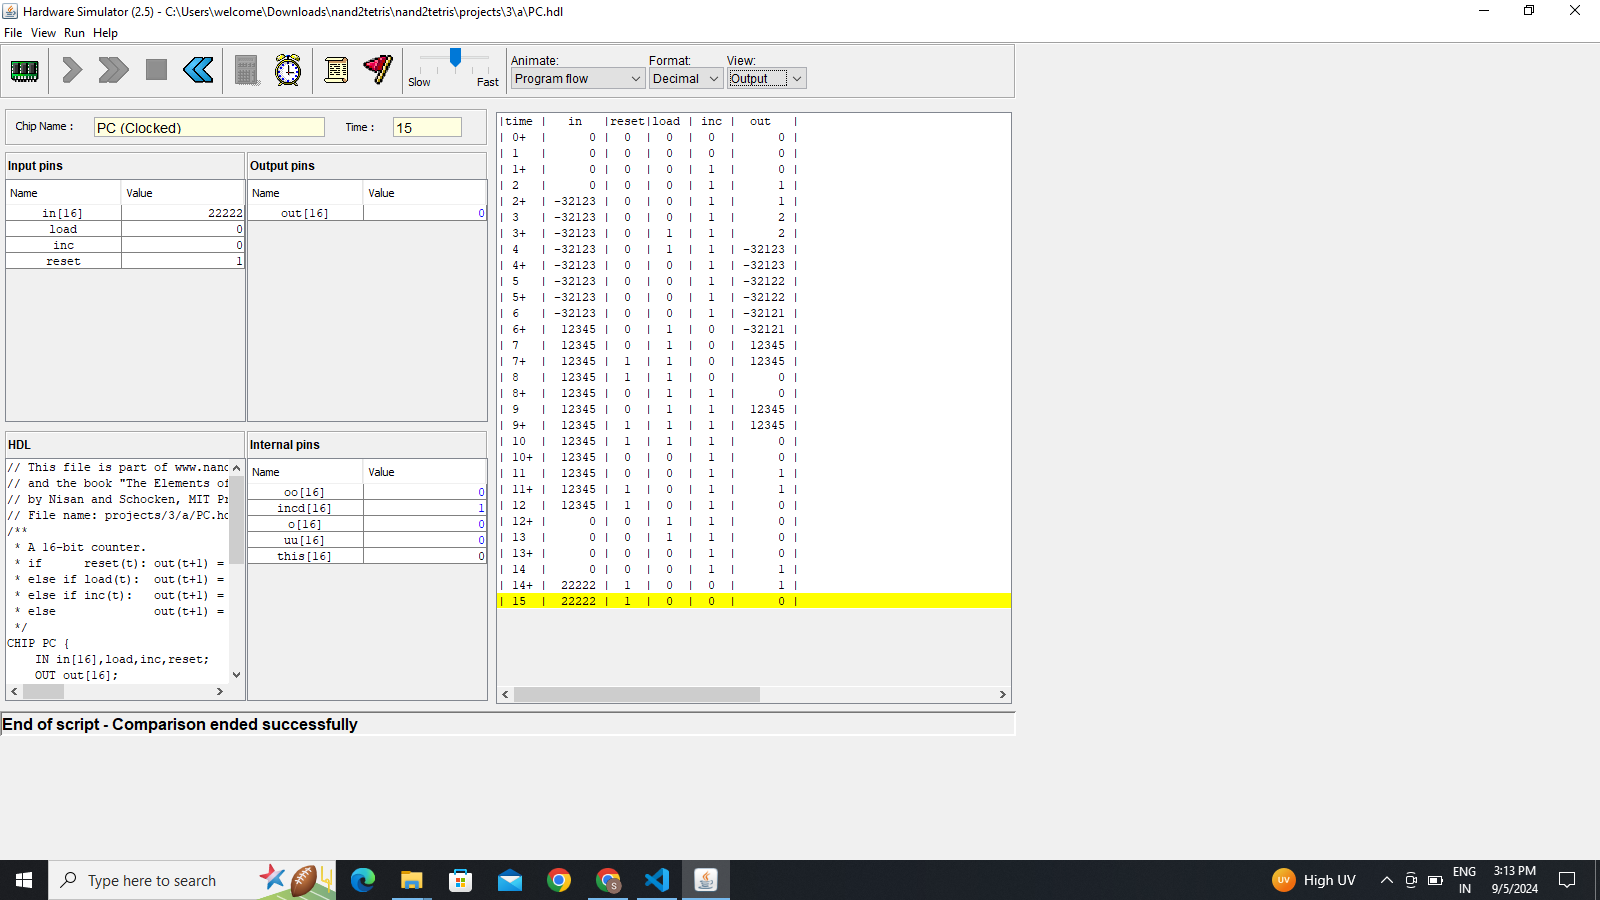 Hardware Simulator (2.5) - C:\Users\welcome\Downloads\nand2tetris\nand2tetris\projects\3\a\PC.hdl
File View Run Help
Slow Fast
Animate: Format: View:
Program flow Decimal Output
Chip Name : PC (Clocked) Time : 15
Input pins
Name Value
in[16] 22222
load 0
inc 0
reset 1
Output pins
Name Value
out[16] 0
HDL
// This file is part of www.nanc
// and the book "The Elements of
// by Nisan and Schocken, MIT Pr
// File name: projects/3/a/PC.hc
/**
* A 16-bit counter.
* if reset(t): out(t+1) =
* else if load(t): out(t+1) =
* else if inc(t): out(t+1) =
* else out(t+1) =
*/
CHIP PC {
IN in[16],load,inc,reset;
OUT out[16];
Internal pins
Name Value
oo[16] 0
incd[16] 1
o[16] 0
uu[16] 0
this[16] 0
|time | in |reset|load | inc | out |
| 0+ | 0 | 0 | 0 | 0 | 0 |
| 1 | 0 | 0 | 0 | 0 | 0 |
| 1+ | 0 | 0 | 0 | 1 | 0 |
| 2 | 0 | 0 | 0 | 1 | 1 |
| 2+ | -32123 | 0 | 0 | 1 | 1 |
| 3 | -32123 | 0 | 0 | 1 | 2 |
| 3+ | -32123 | 0 | 1 | 1 | 2 |
| 4 | -32123 | 0 | 1 | 1 | -32123 |
| 4+ | -32123 | 0 | 0 | 1 | -32123 |
| 5 | -32123 | 0 | 0 | 1 | -32122 |
| 5+ | -32123 | 0 | 0 | 1 | -32122 |
| 6 | -32123 | 0 | 0 | 1 | -32121 |
| 6+ | 12345 | 0 | 1 | 0 | -32121 |
| 7 | 12345 | 0 | 1 | 0 | 12345 |
| 7+ | 12345 | 1 | 1 | 0 | 12345 |
| 8 | 12345 | 1 | 1 | 0 | 0 |
| 8+ | 12345 | 0 | 1 | 1 | 0 |
| 9 | 12345 | 0 | 1 | 1 | 12345 |
| 9+ | 12345 | 1 | 1 | 1 | 12345 |
| 10 | 12345 | 1 | 1 | 1 | 0 |
| 10+ | 12345 | 0 | 0 | 1 | 0 |
| 11 | 12345 | 0 | 0 | 1 | 1 |
| 11+ | 12345 | 1 | 0 | 1 | 1 |
| 12 | 12345 | 1 | 0 | 1 | 0 |
| 12+ | 0 | 0 | 1 | 1 | 0 |
| 13 | 0 | 0 | 1 | 1 | 0 |
| 13+ | 0 | 0 | 0 | 1 | 0 |
| 14 | 0 | 0 | 0 | 1 | 1 |
| 14+ | 22222 | 1 | 0 | 0 | 1 |
| 15 | 22222 | 1 | 0 | 0 | 0 |
End of script - Comparison ended successfully
Type here to search
S
UV High UV
ENG
IN
3:13 PM
9/5/2024